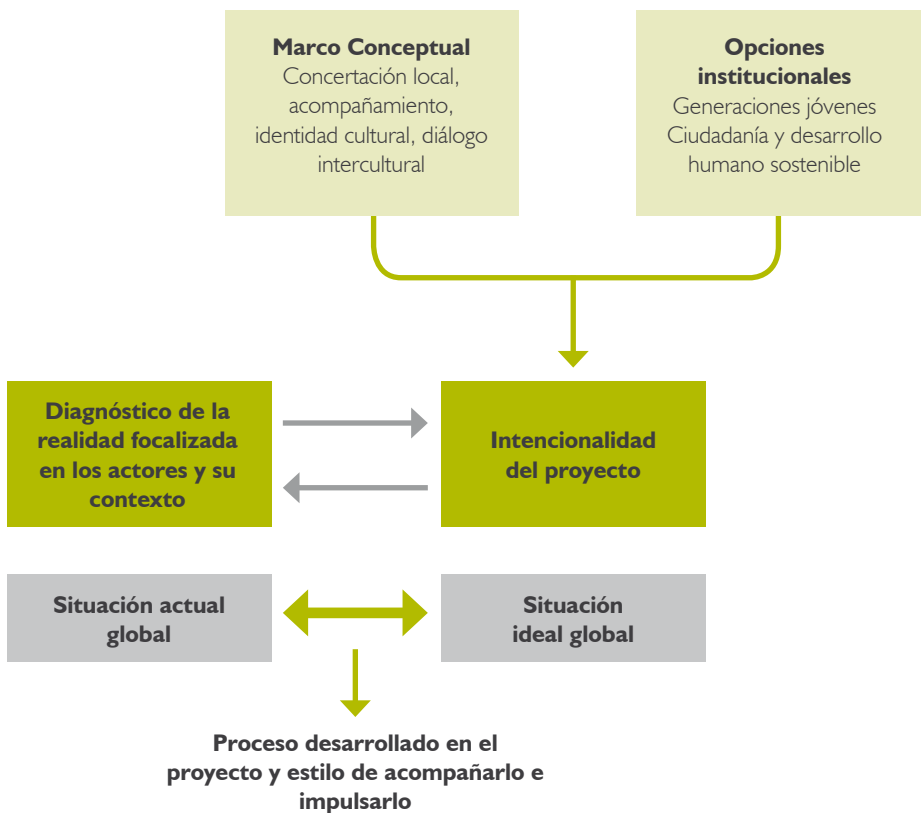 Marco Conceptual
Concertación local,
acompañamiento,
identidad cultural, diálogo
intercultural
Opciones
institucionales
Generaciones jóvenes
Ciudadanía y desarrollo
humano sostenible
Diagnóstico de la
realidad focalizada
en los actores y su
contexto
Intencionalidad
del proyecto
Situación actual
global
Situación
ideal global
Proceso desarrollado en el
proyecto y estilo de acompañarlo e
impulsarlo